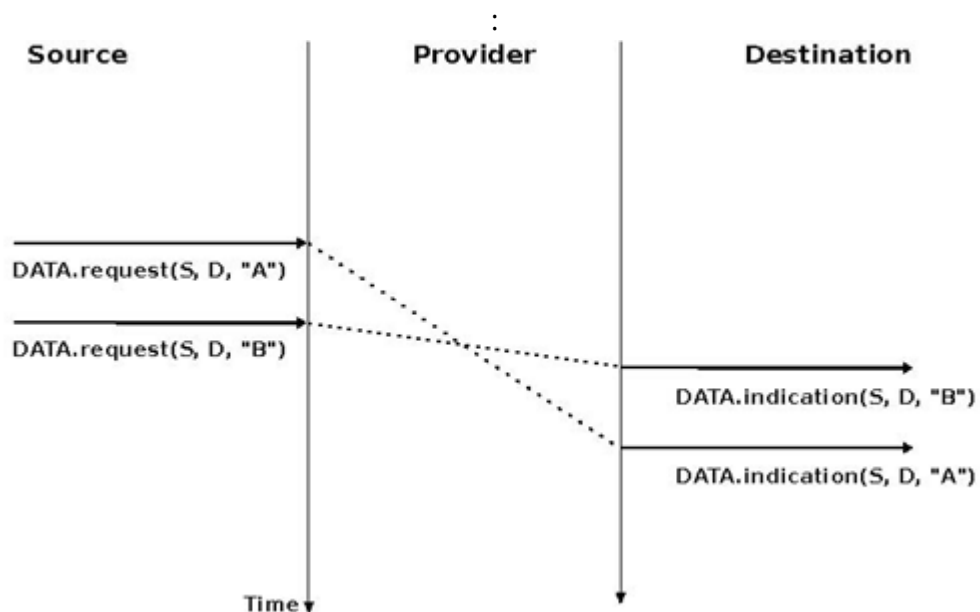 :
Source Provider Destination
DATA.request(S, D, "A")
DATA.request(S, D, "B")
DATA.indication(S, D, "B")
DATA.indication(S, D, "A")
Time